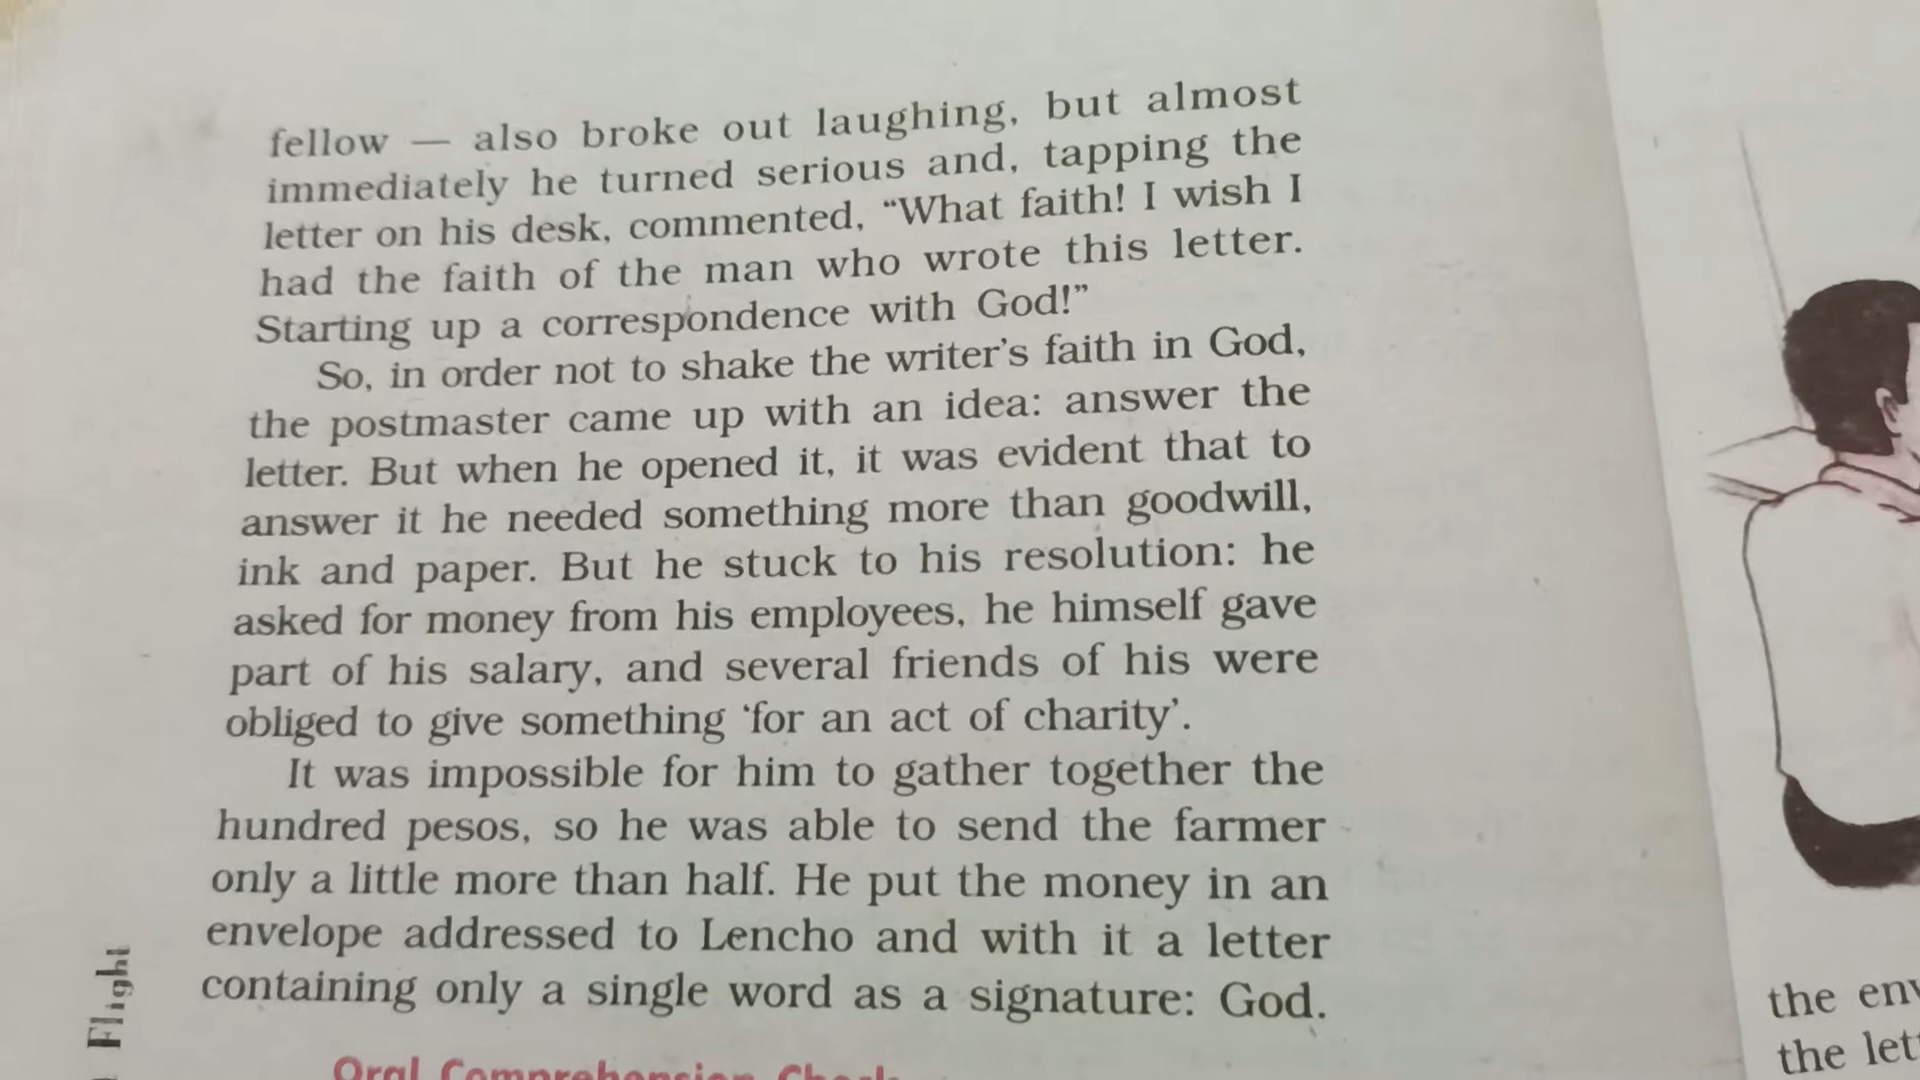 fellow — also broke out laughing, but almost
immediately he turned serious and, tapping the
letter on his desk, commented, “What faith! I wish I
had the faith of the man who wrote this letter.
Starting up a correspondence with God!”
So, in order not to shake the writer’s faith in God,
the postmaster came up with an idea: answer the
letter. But when he opened it, it was evident that to
answer it he needed something more than goodwill,
ink and paper. But he stuck to his resolution: he
asked for money from his employees, he himself gave
part of his salary, and several friends of his were
obliged to give something ‘for an act of charity’.
It was impossible for him to gather together the
hundred pesos, so he was able to send the farmer
only a little more than half. He put the money in an
envelope addressed to Lencho and with it a letter
containing only a single word as a signature: God.
Oral Comprehension Check
Flight
the
the